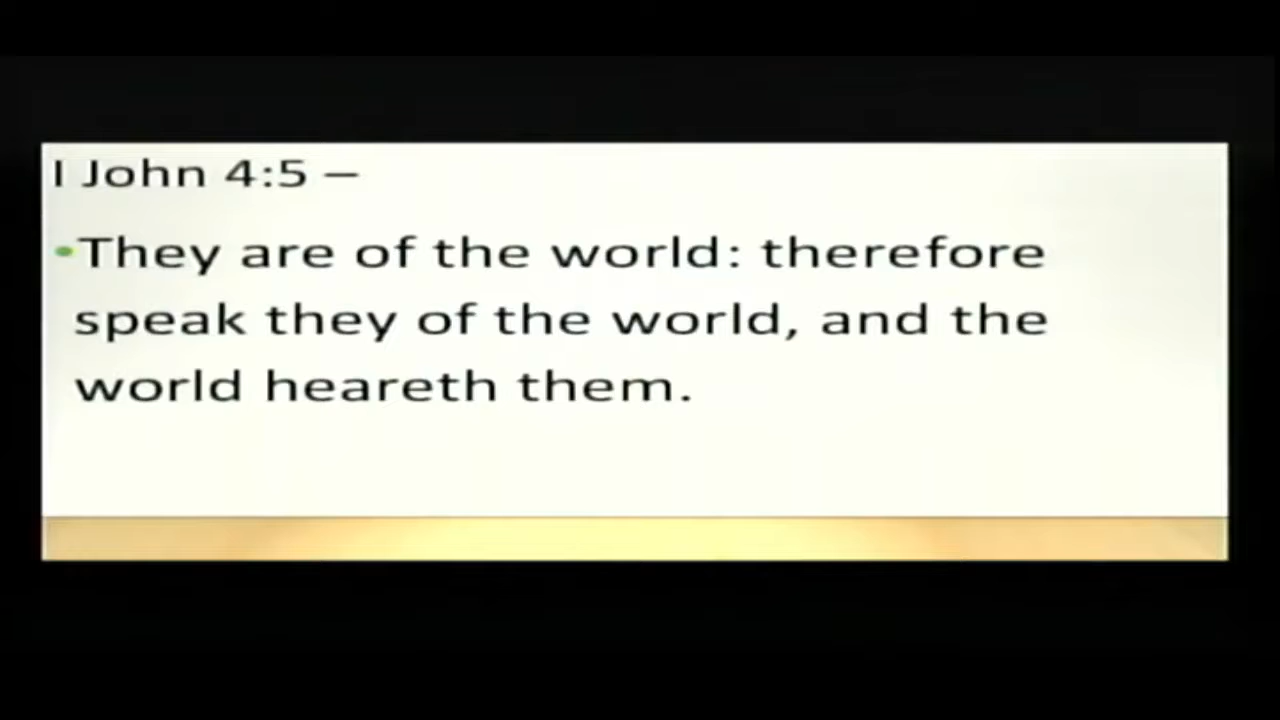 I John 4:5 –
•They are of the world: therefore
speak they of the world, and the
world heareth them.